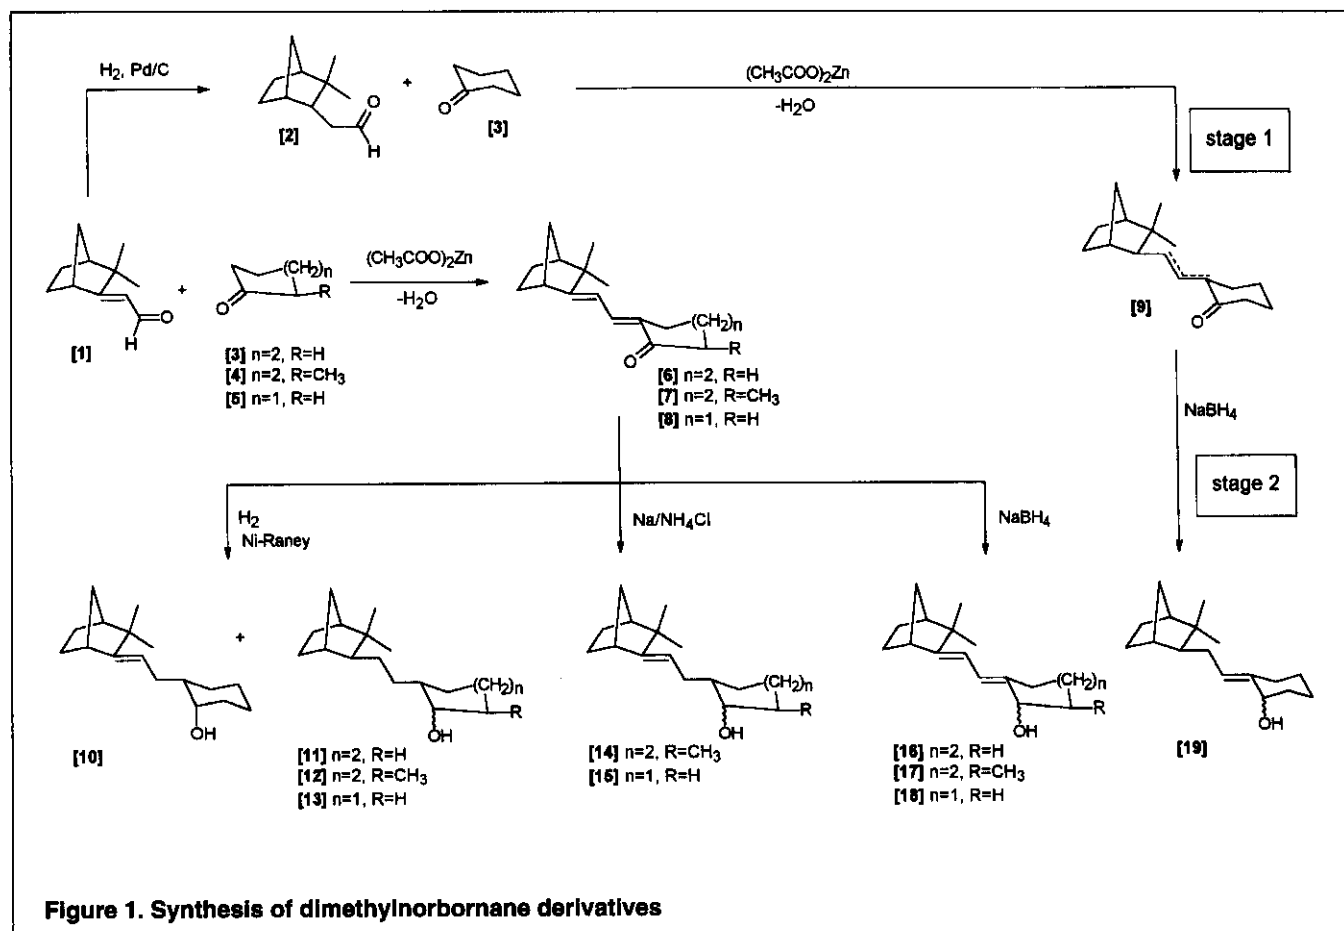 H2, Pd/C
O
H
[2]
+
O
[3]
(CH3COO)2Zn
-H2O
stage 1
O
H
[1]
+
(CH2)n
R
O
[3] n=2, R=H
[4] n=2, R=CH3
[5] n=1, R=H
(CH3COO)2Zn
-H2O
(CH2)n
R
O
[6] n=2, R=H
[7] n=2, R=CH3
[8] n=1, R=H
O
[9]
NaBH4
stage 2
H2
Ni-Raney
Na/NH4Cl
NaBH4
OH
[10]
+
(CH2)n
R
OH
[11] n=2, R=H
[12] n=2, R=CH3
[13] n=1, R=H
(CH2)n
R
OH
[14] n=2, R=CH3
[15] n=1, R=H
(CH2)n
R
OH
[16] n=2, R=H
[17] n=2, R=CH3
[18] n=1, R=H
OH
[19]
Figure 1. Synthesis of dimethylnorbornane derivatives